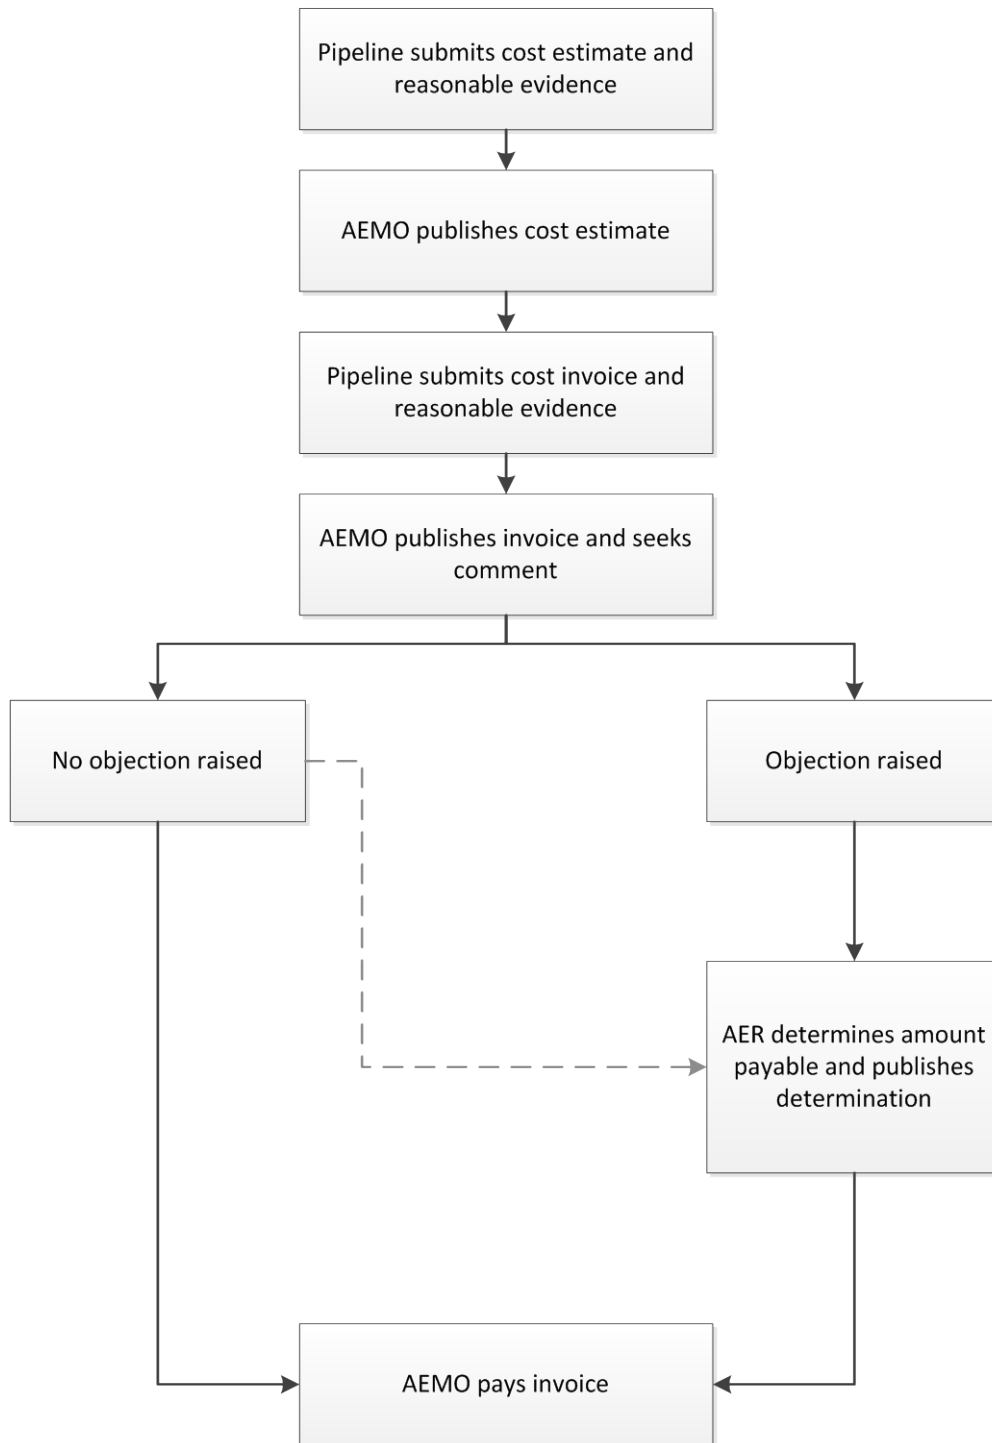 Pipeline submits cost estimate and
reasonable evidence
AEMO publishes cost estimate
Pipeline submits cost invoice and
reasonable evidence
AEMO publishes invoice and seeks
comment
No objection raised
Objection raised
AER determines amount
payable and publishes
determination
AEMO pays invoice